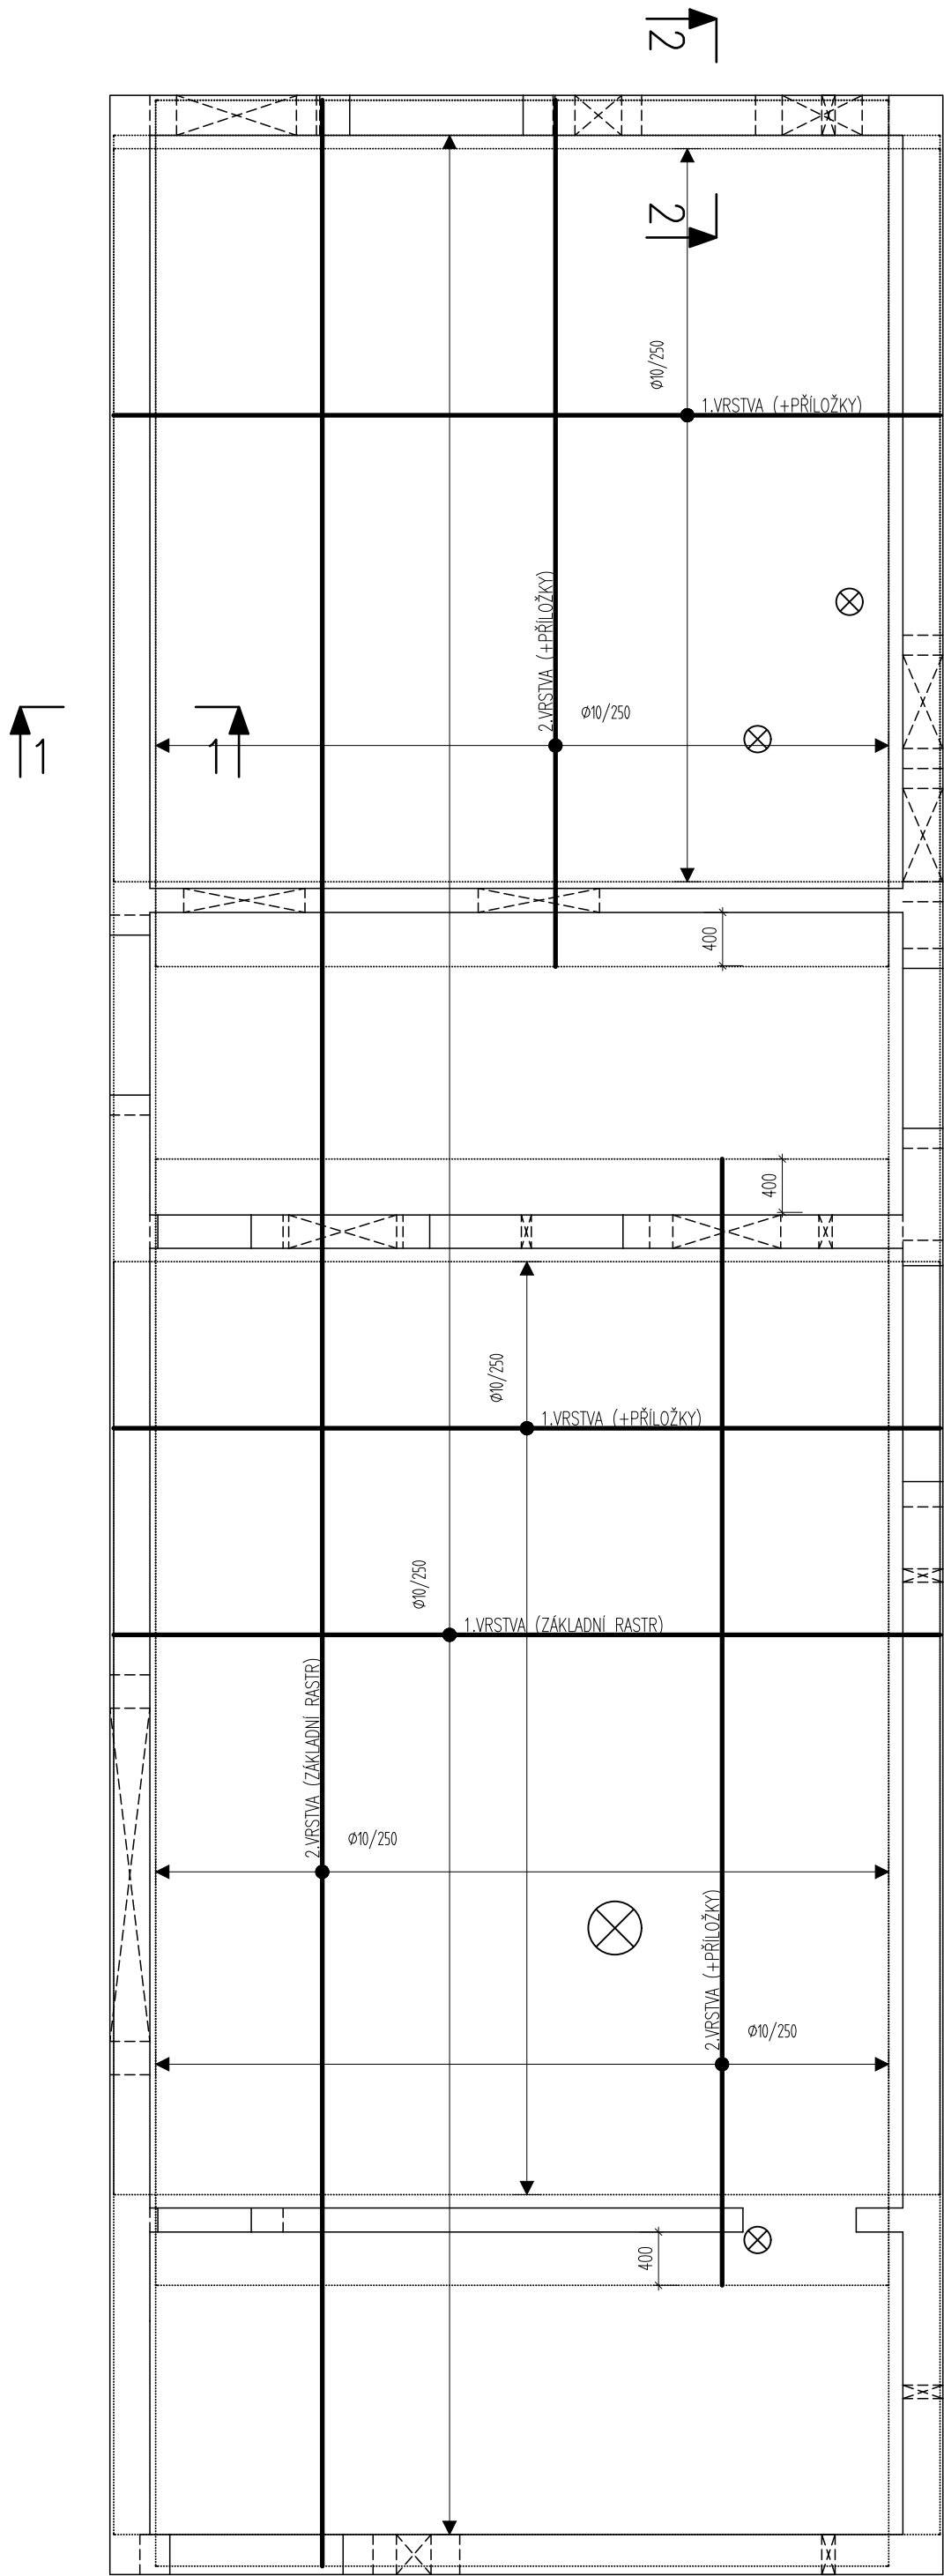 2
2
Ø10/250
1.VRSTVA (+PŘÍLOŽKY)
2.VRSTVA (+PŘÍLOŽKY)
Ø10/250
1
1
400
400
Ø10/250
1.VRSTVA (+PŘÍLOŽKY)
Ø10/250
1.VRSTVA (ZÁKLADNÍ RASTR)
2.VRSTVA (ZÁKLADNÍ RASTR)
Ø10/250
2.VRSTVA (+PŘÍLOŽKY)
Ø10/250
400